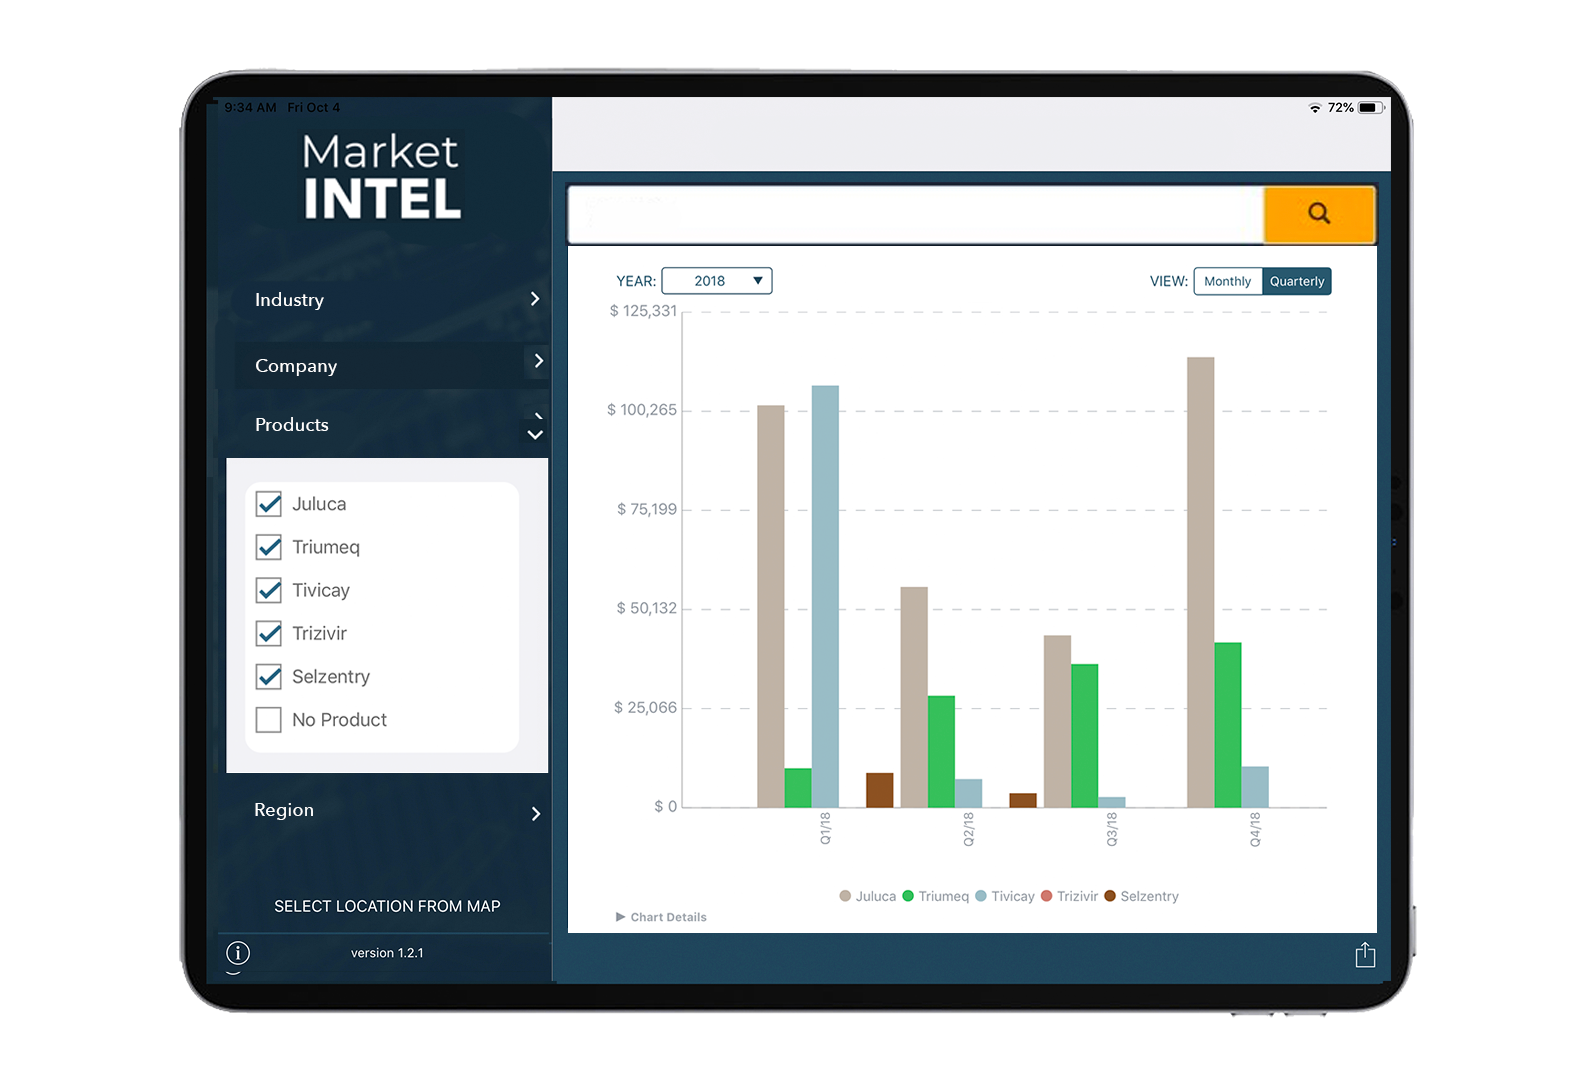 9:34 AM Fri Oct 4
72%
Market
INTEL
Industry
Company
Products
Juluca
Triumeq
Tivicay
Trizivir
Selzentry
No Product
Region
SELECT LOCATION FROM MAP
i
version 1.2.1
YEAR: 2018
VIEW: Monthly Quarterly
$ 125,331
$ 100,265
$ 75,199
$ 50,132
$ 25,066
$ 0
Q1/18
Q2/18
Q3/18
Q4/18
Juluca Triumeq Tivicay Trizivir Selzentry
Chart Details